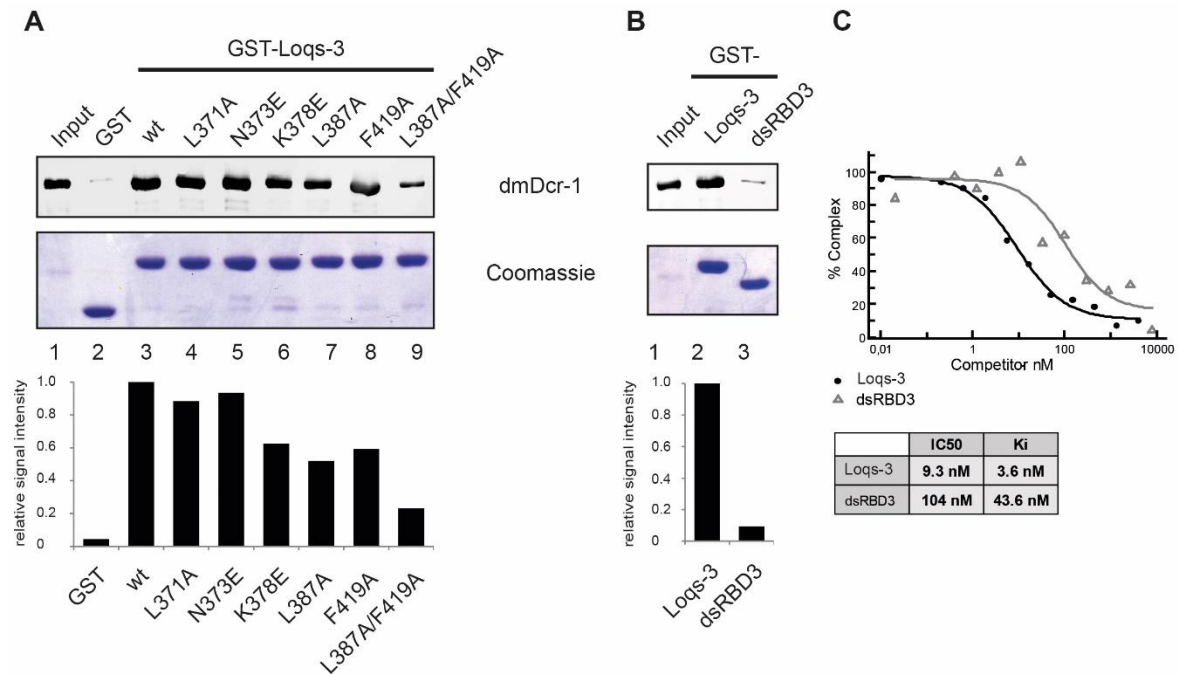 A
GST-Loqs-3
Input
GST
wt
L371A
N373E
K378E
L387A
F419A
L387A/F419A
dmDcr-1
Coomassie
1 2 3 4 5 6 7 8 9
relative signal intensity
1.0
0.8
0.6
0.4
0.2
0
GST
wt
L371A
N373E
K378E
L387A
F419A
L387A/F419A
B
GST-
Input
Loqs-3
dsRBD3
1 2 3
relative signal intensity
1.0
0.8
0.6
0.4
0.2
0
Loqs-3
dsRBD3
C
% Complex
100
80
60
40
20
0
0,01 1 100 10000
Competitor nM
Loqs-3
dsRBD3
IC50 Ki
Loqs-3 9.3 nM 3.6 nM
dsRBD3 104 nM 43.6 nM